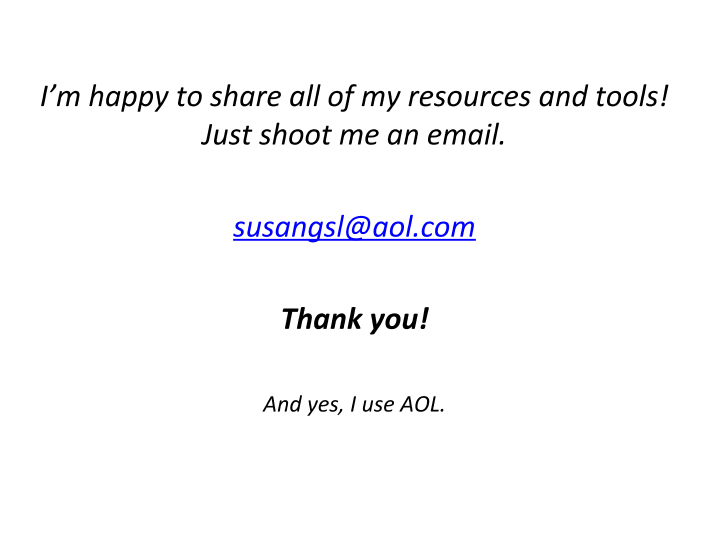 I’m happy to share all of my resources and tools!
Just shoot me an email.
susangsl@aol.com
Thank you!
And yes, I use AOL.